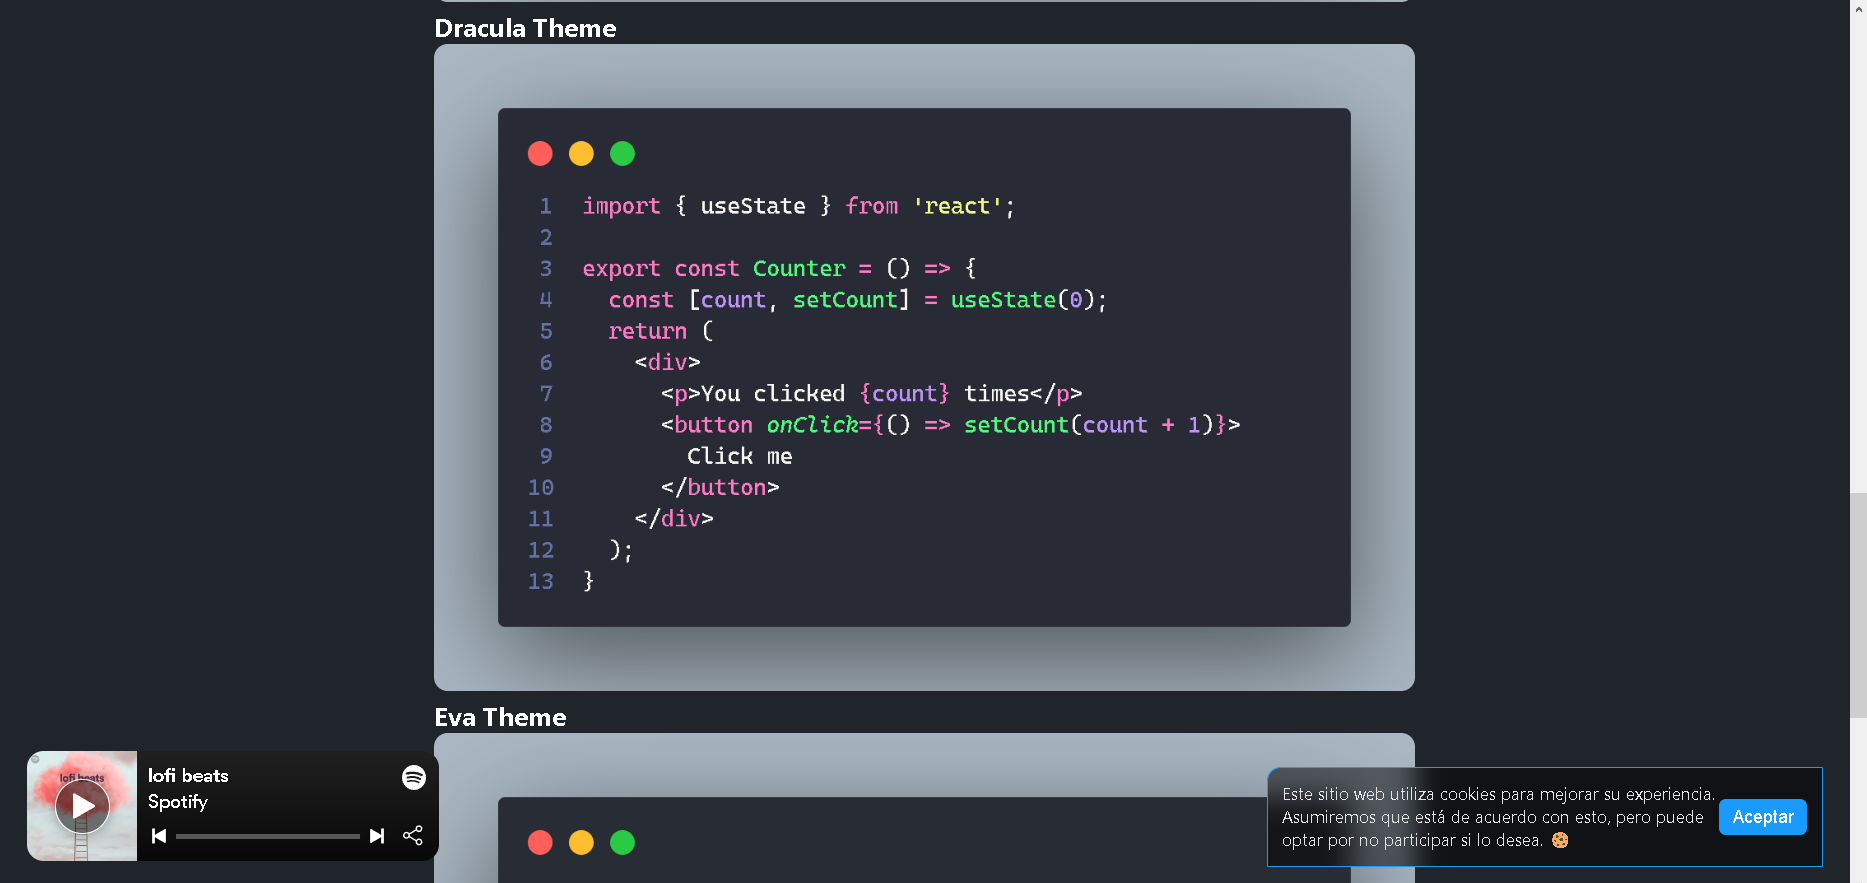 Dracula Theme
1 import { useState } from 'react';
2
3 export const Counter = () => {
4 const [count, setCount] = useState(0);
5 return (
6 <div>
7 <p>You clicked {count} times</p>
8 <button onClick={() => setCount(count + 1)}>
9 Click me
10 </button>
11 </div>
12 );
13 }
Eva Theme
lofi beats
lofi beats
Spotify
Este sitio web utiliza cookies para mejorar su experiencia.
Asumiremos que está de acuerdo con esto, pero puede
optar por no participar si lo desea. 🍪
Aceptar